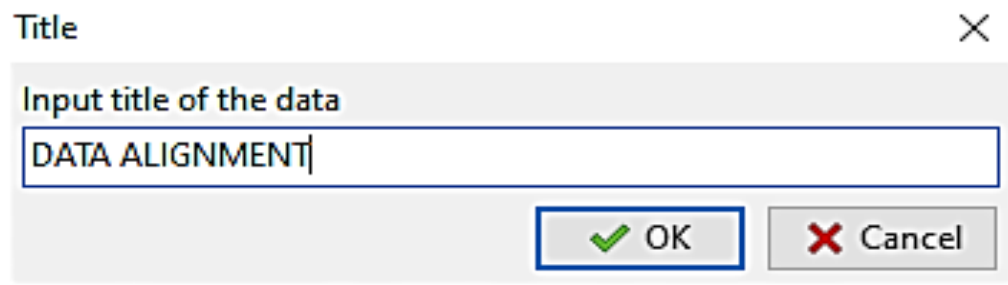 Title
Input title of the data
DATA ALIGNMENT
OK Cancel